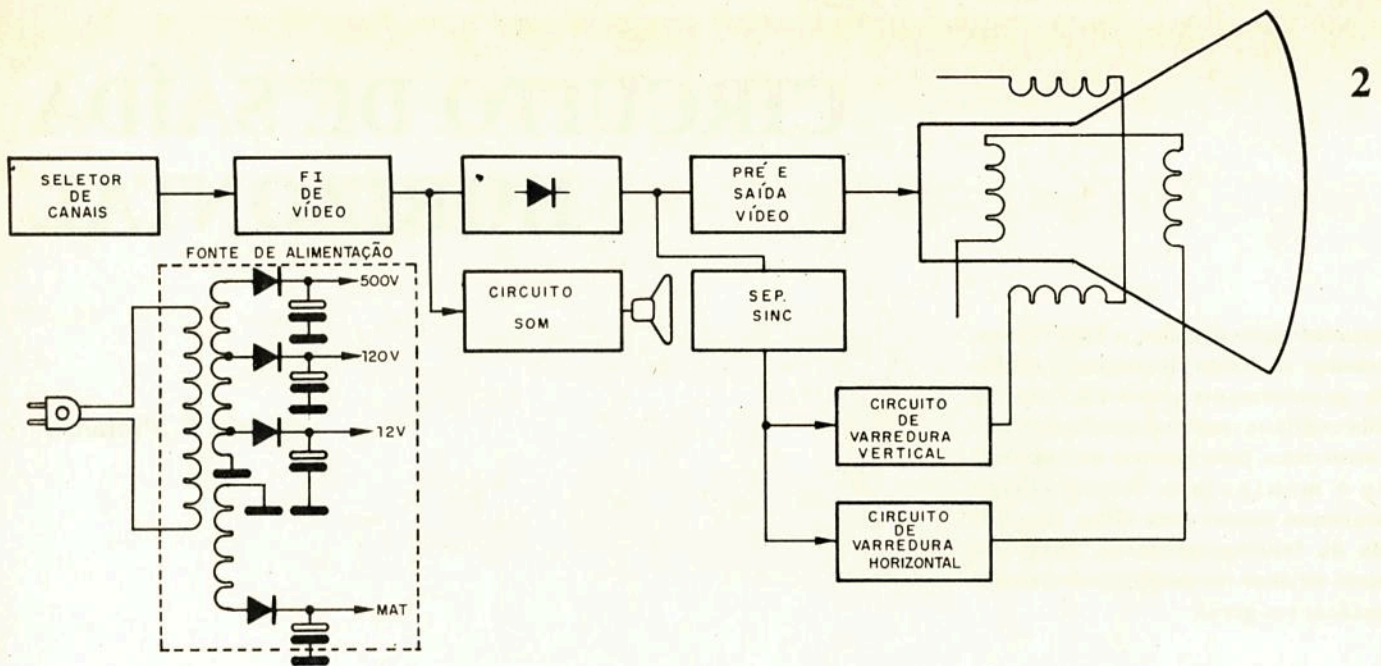 2
SELETOR
DE
CANAIS
FI
DE
VÍDEO
PRÉ E
SAÍDA
VÍDEO
FONTE DE ALIMENTAÇÃO
500V
120V
12V
MAT
CIRCUITO
SOM
SEP.
SINC
CIRCUITO
DE
VARREDURA
VERTICAL
CIRCUITO
DE
VARREDURA
HORIZONTAL